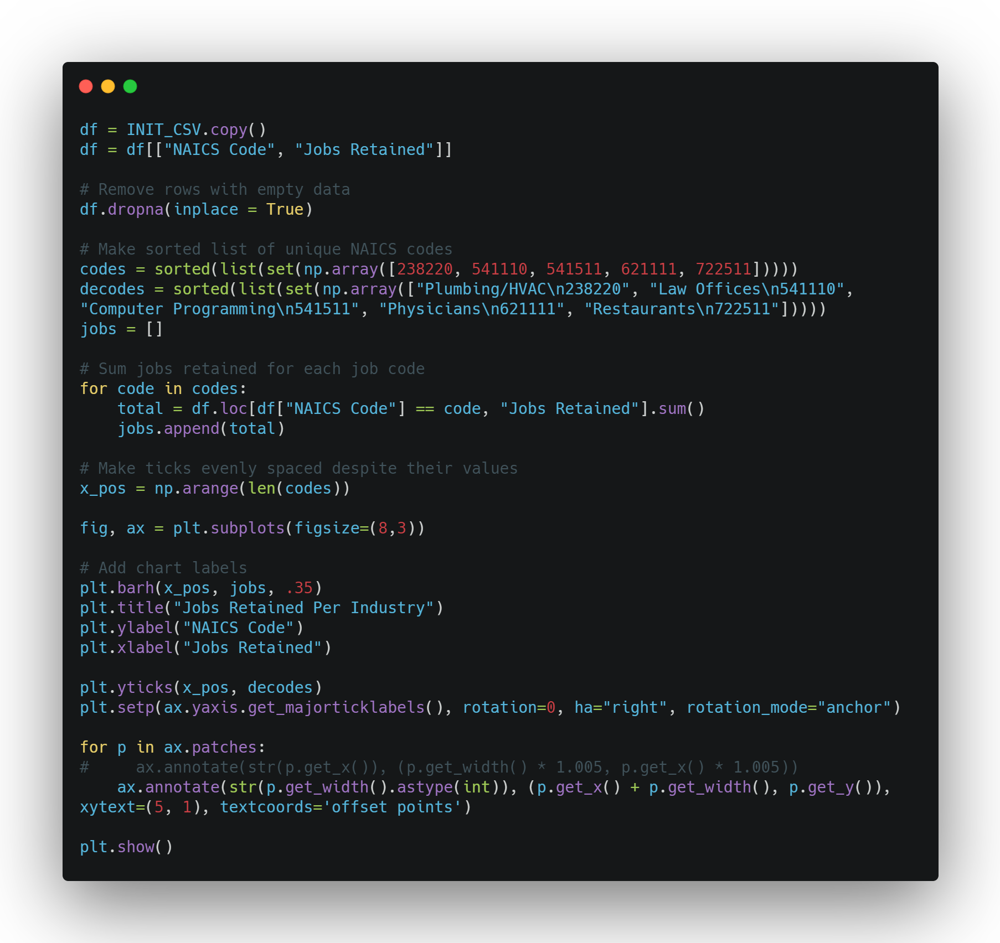 df = INIT_CSV.copy()
df = df[["NAICS Code", "Jobs Retained"]]

# Remove rows with empty data
df.dropna(inplace = True)

# Make sorted list of unique NAICS codes
codes = sorted(list(set(np.array([238220, 541110, 541511, 621111, 722511]))))
decodes = sorted(list(set(np.array(["Plumbing/HVAC\n238220", "Law Offices\n541110",
"Computer Programming\n541511", "Physicians\n621111", "Restaurants\n722511"]))))
jobs = []

# Sum jobs retained for each job code
for code in codes:
    total = df.loc[df["NAICS Code"] == code, "Jobs Retained"].sum()
    jobs.append(total)

# Make ticks evenly spaced despite their values
x_pos = np.arange(len(codes))

fig, ax = plt.subplots(figsize=(8,3))

# Add chart labels
plt.barh(x_pos, jobs, .35)
plt.title("Jobs Retained Per Industry")
plt.ylabel("NAICS Code")
plt.xlabel("Jobs Retained")

plt.yticks(x_pos, decodes)
plt.setp(ax.yaxis.get_majorticklabels(), rotation=0, ha="right", rotation_mode="anchor")

for p in ax.patches:
#     ax.annotate(str(p.get_x()), (p.get_width() * 1.005, p.get_x() * 1.005))
    ax.annotate(str(p.get_width().astype(int)), (p.get_x() + p.get_width(), p.get_y()),
xytext=(5, 1), textcoords='offset points')

plt.show()